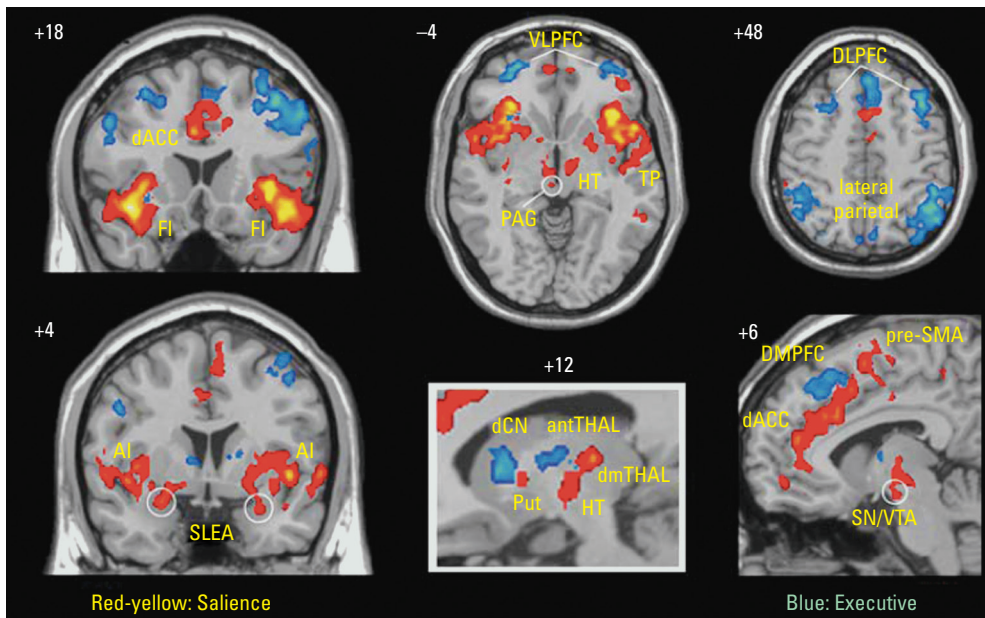 +18
dACC
FI
FI
–4
VLPFC
HT
TP
PAG
+48
DLPFC
lateral
parietal
+4
AI
AI
SLEA
+12
dCN
antTHAL
dmTHAL
Put
HT
+6
pre-SMA
DMPFC
dACC
SN/VTA
Red-yellow: Salience
Blue: Executive